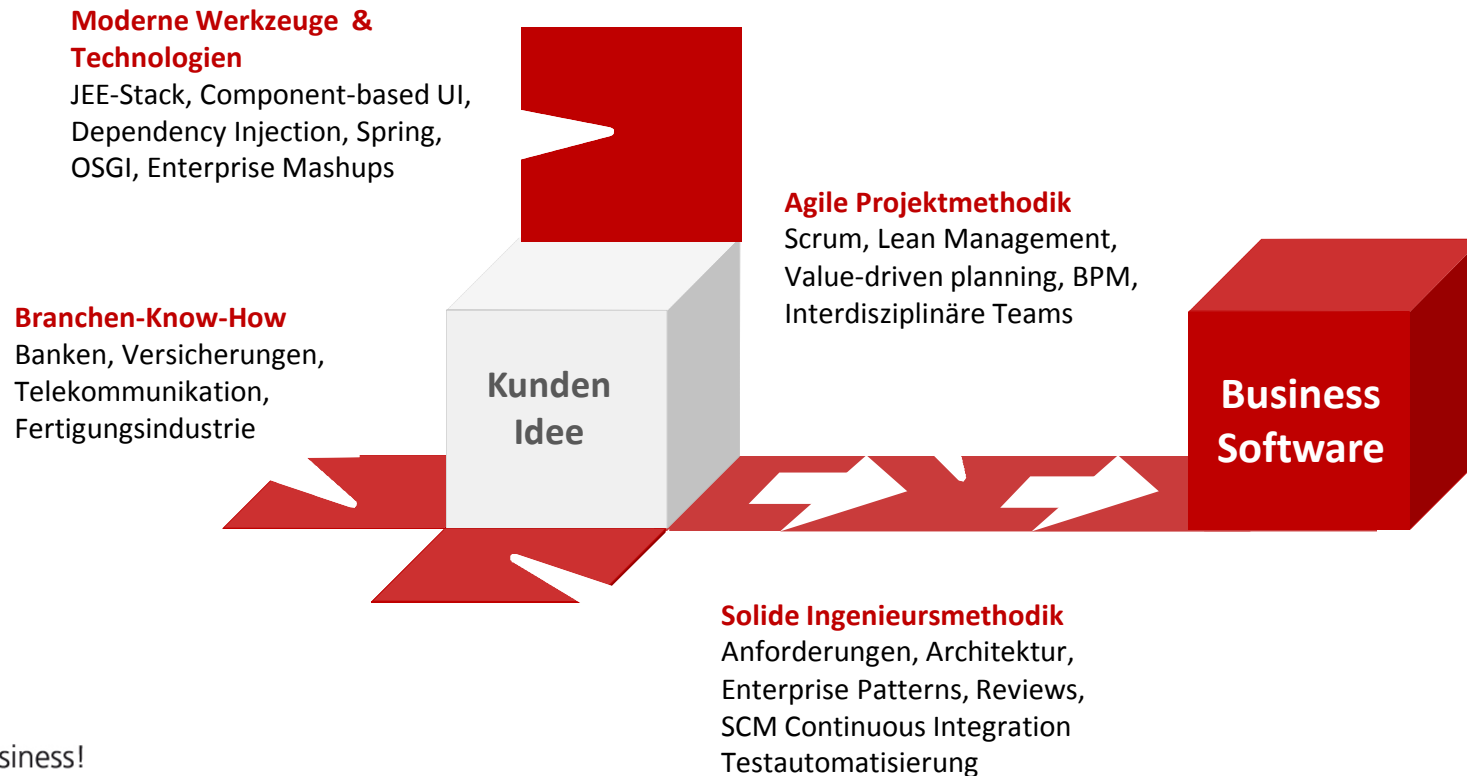 Moderne Werkzeuge &
Technologien
JEE-Stack, Component-based UI,
Dependency Injection, Spring,
OSGI, Enterprise Mashups
Agile Projektmethodik
Scrum, Lean Management,
Value-driven planning, BPM,
Interdisziplinäre Teams
Branchen-Know-How
Banken, Versicherungen,
Telekommunikation,
Fertigungsindustrie
Kunden
Idee
Business
Software
Solide Ingenieursmethodik
Anforderungen, Architektur,
Enterprise Patterns, Reviews,
SCM Continuous Integration
Testautomatisierung
siness!